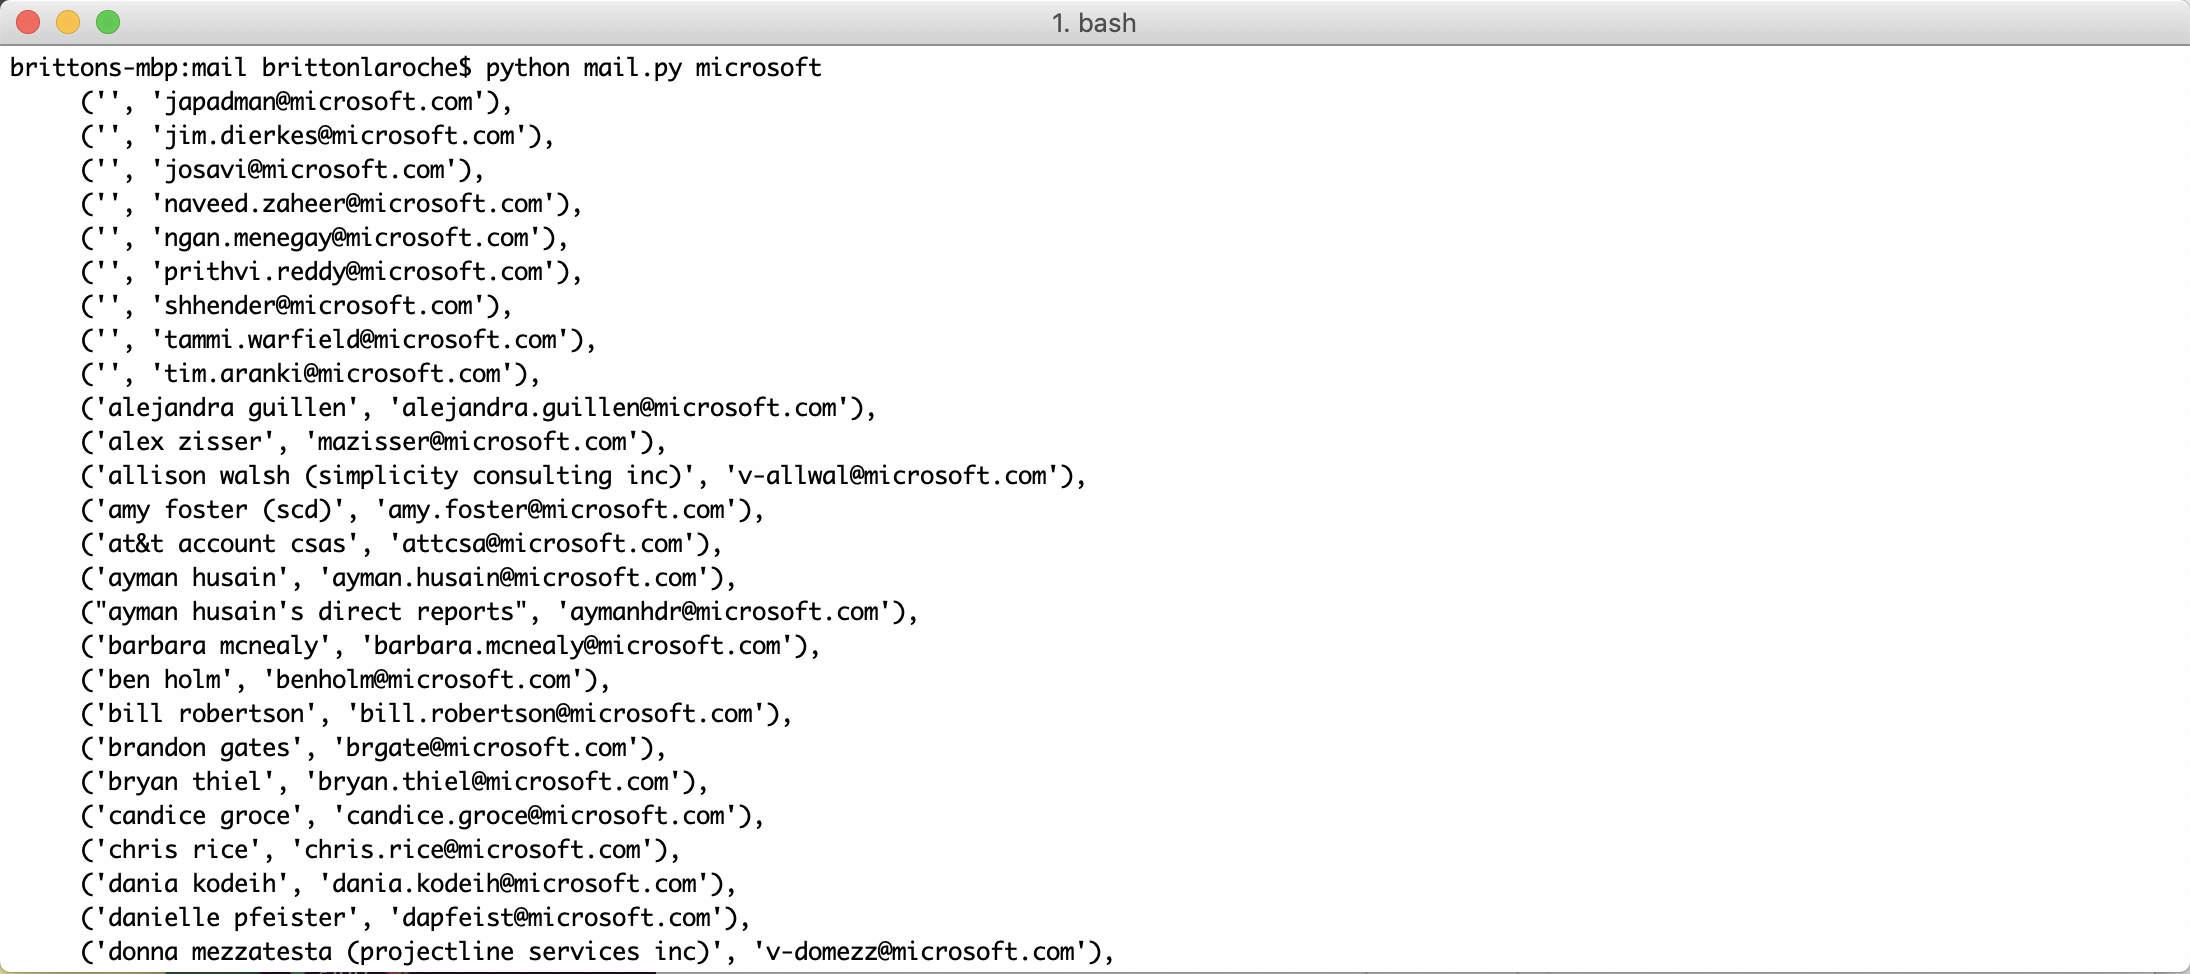 1. bash
brittons-mbp:mail brittonlaroche$ python mail.py microsoft
('', 'japadman@microsoft.com'),
('', 'jim.dierkes@microsoft.com'),
('', 'josavi@microsoft.com'),
('', 'naveed.zaheer@microsoft.com'),
('', 'ngan.menegay@microsoft.com'),
('', 'prithvi.reddy@microsoft.com'),
('', 'shhender@microsoft.com'),
('', 'tammi.warfield@microsoft.com'),
('', 'tim.aranki@microsoft.com'),
('alejandra guillen', 'alejandra.guillen@microsoft.com'),
('alex zisser', 'mazisser@microsoft.com'),
('allison walsh (simplicity consulting inc)', 'v-allwal@microsoft.com'),
('amy foster (scd)', 'amy.foster@microsoft.com'),
('at&t account csas', 'attcsa@microsoft.com'),
('ayman husain', 'ayman.husain@microsoft.com'),
("ayman husain's direct reports", 'aymanhdr@microsoft.com'),
('barbara mcnealy', 'barbara.mcnealy@microsoft.com'),
('ben holm', 'benholm@microsoft.com'),
('bill robertson', 'bill.robertson@microsoft.com'),
('brandon gates', 'brgate@microsoft.com'),
('bryan thiel', 'bryan.thiel@microsoft.com'),
('candice groce', 'candice.groce@microsoft.com'),
('chris rice', 'chris.rice@microsoft.com'),
('dania kodeih', 'dania.kodeih@microsoft.com'),
('danielle pfeister', 'dapfeist@microsoft.com'),
('donna mezzatesta (projectline services inc)', 'v-domezz@microsoft.com'),